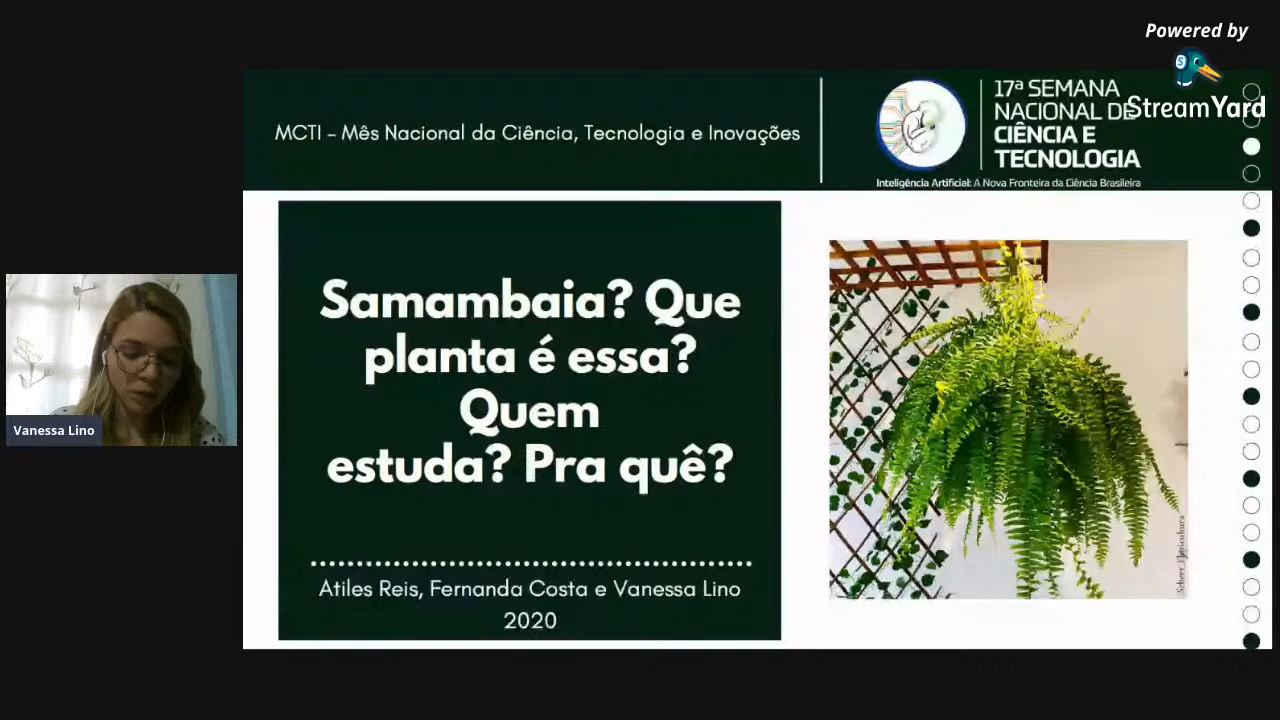 Powered by
StreamYard
MCTI - Mês Nacional da Ciência, Tecnologia e Inovações
17ª SEMANA
NACIONAL DE
CIÊNCIA E
TECNOLOGIA
Inteligência Artificial: A Nova Fronteira da Ciência Brasileira
Samambaia? Que
planta é essa?
Quem
estuda? Pra quê?
Atiles Reis, Fernanda Costa e Vanessa Lino
2020
Vanessa Lino